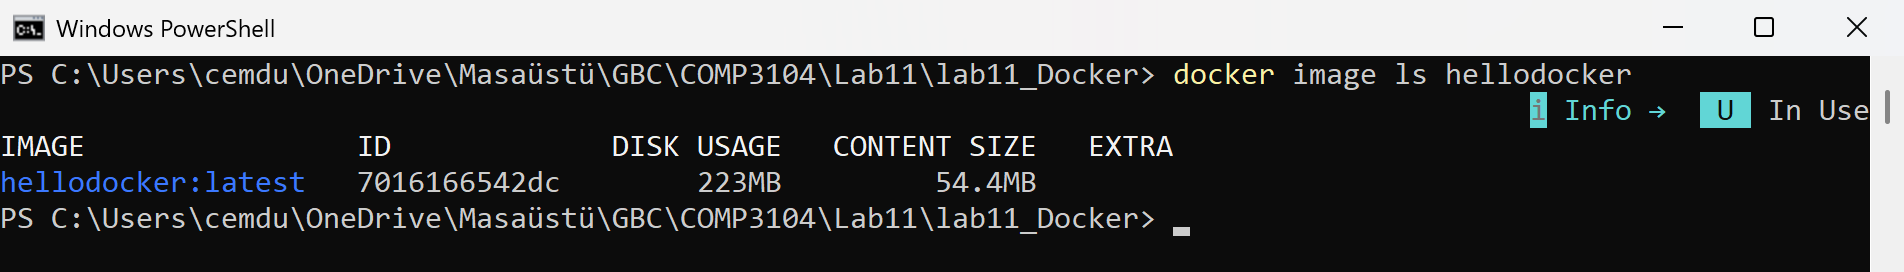 Windows PowerShell
PS C:\Users\cemdu\OneDrive\Masaüstü\GBC\COMP3104\Lab11\lab11_Docker> docker image ls hellodocker
i Info → U In Use
IMAGE ID DISK USAGE CONTENT SIZE EXTRA
hellodocker:latest 7016166542dc 223MB 54.4MB
PS C:\Users\cemdu\OneDrive\Masaüstü\GBC\COMP3104\Lab11\lab11_Docker>